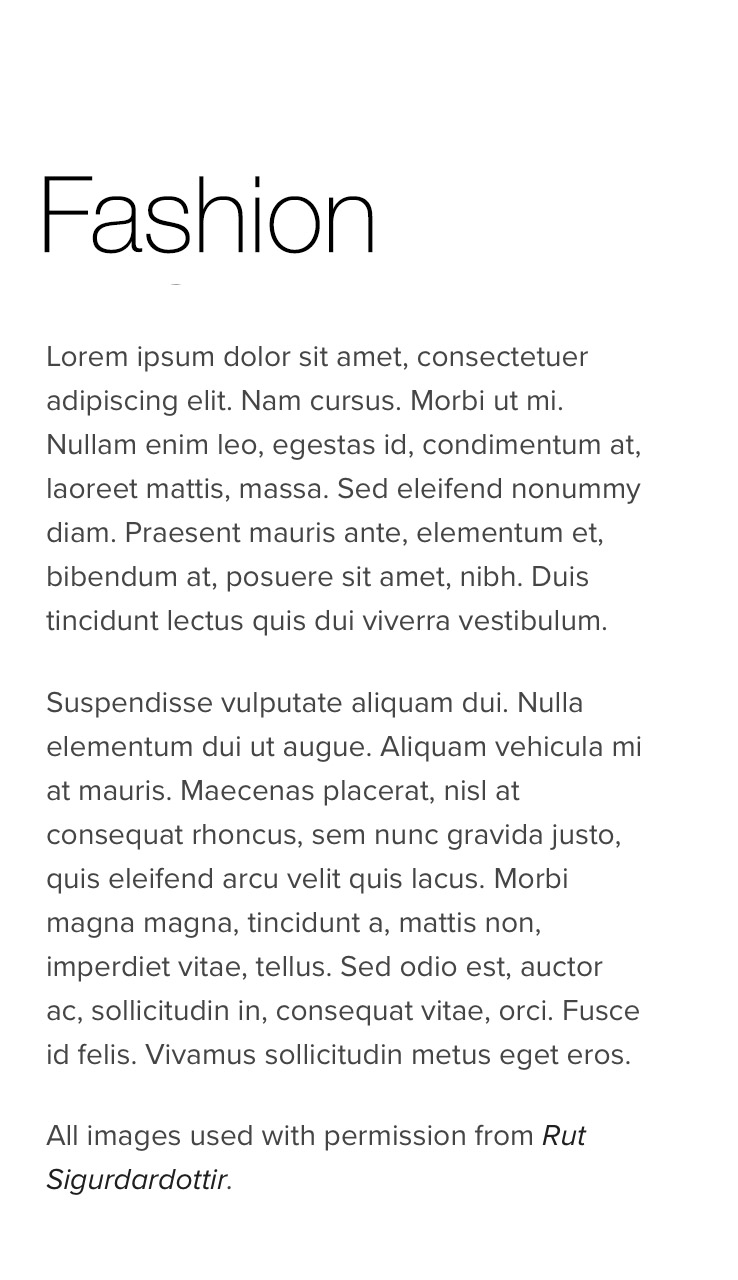 Fashion
Lorem ipsum dolor sit amet, consectetuer
adipiscing elit. Nam cursus. Morbi ut mi.
Nullam enim leo, egestas id, condimentum at,
laoreet mattis, massa. Sed eleifend nonummy
diam. Praesent mauris ante, elementum et,
bibendum at, posuere sit amet, nibh. Duis
tincidunt lectus quis dui viverra vestibulum.
Suspendisse vulputate aliquam dui. Nulla
elementum dui ut augue. Aliquam vehicula mi
at mauris. Maecenas placerat, nisl at
consequat rhoncus, sem nunc gravida justo,
quis eleifend arcu velit quis lacus. Morbi
magna magna, tincidunt a, mattis non,
imperdiet vitae, tellus. Sed odio est, auctor
ac, sollicitudin in, consequat vitae, orci. Fusce
id felis. Vivamus sollicitudin metus eget eros.
All images used with permission from Rut
Sigurdardottir.